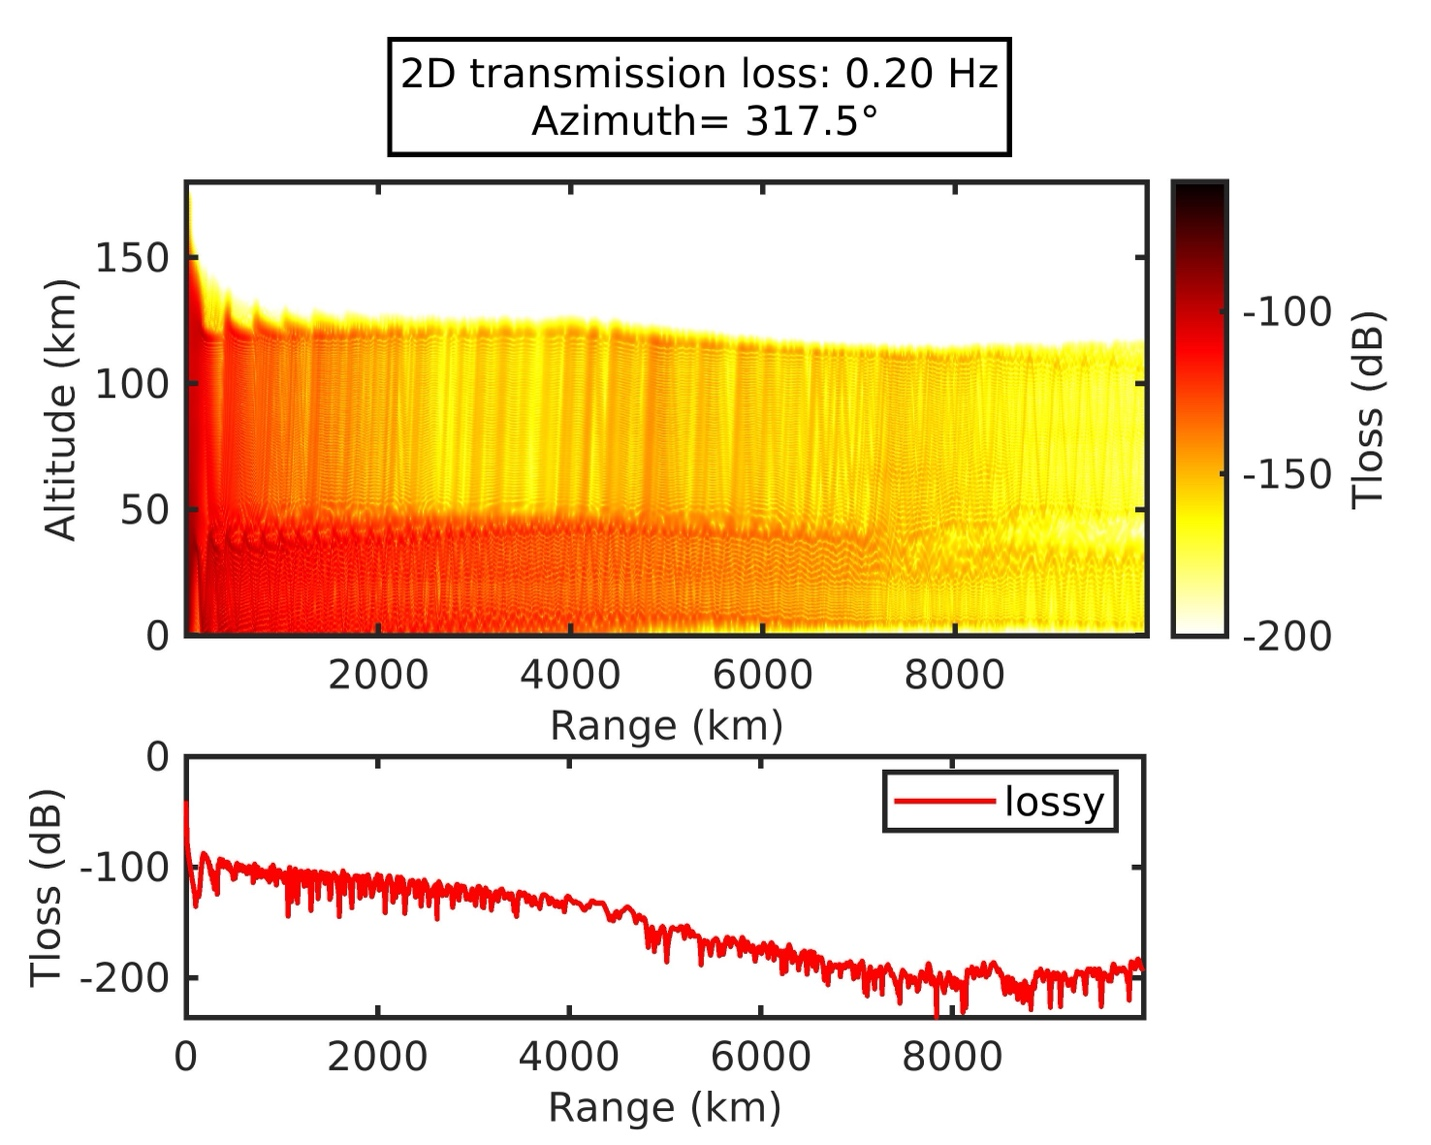 2D transmission loss: 0.20 Hz
Azimuth= 317.5°
150
100
50
0
Altitude (km)
2000
4000
6000
8000
Range (km)
-100
-150
-200
Tloss (dB)
0
-100
-200
Tloss (dB)
lossy
0
2000
4000
6000
8000
Range (km)